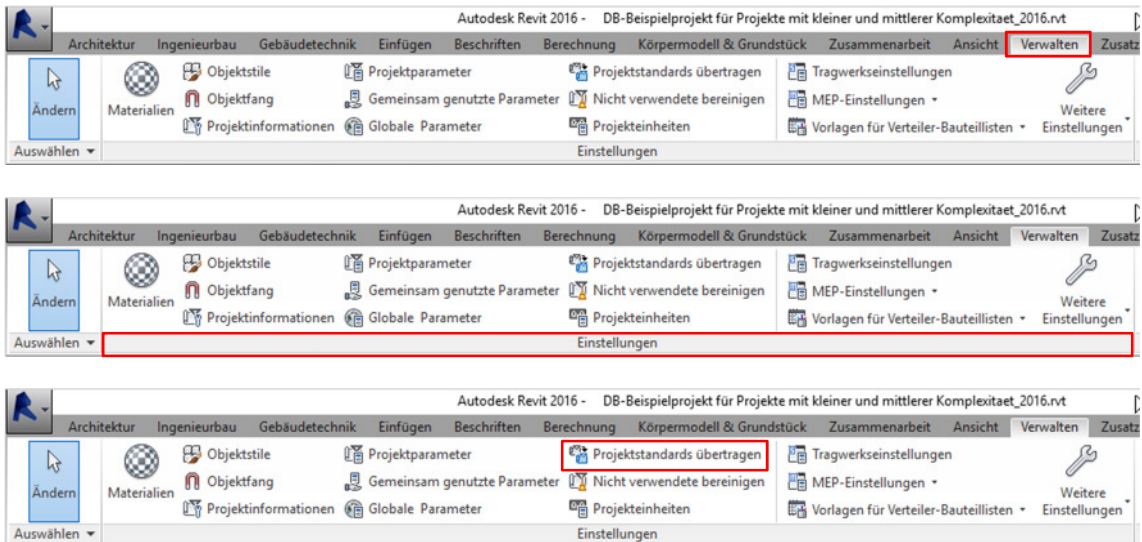 Autodesk Revit 2016 - DB-Beispielprojekt für Projekte mit kleiner und mittlerer Komplexitaet_2016.rvt
Architektur Ingenieurbau Gebäudetechnik Einfügen Beschriften Berechnung Körpermodell & Grundstück Zusammenarbeit Ansicht Verwalten Zusatz
Objektstile Projektparameter Projektstandards übertragen Tragwerkseinstellungen
Ändern Materialien Objektfang Gemeinsam genutzte Parameter Nicht verwendete bereinigen MEP-Einstellungen Weitere
Projektinformationen Globale Parameter Projekteinheiten Vorlagen für Verteiler-Bauteillisten Einstellungen
Auswählen Einstellungen
Autodesk Revit 2016 - DB-Beispielprojekt für Projekte mit kleiner und mittlerer Komplexitaet_2016.rvt
Architektur Ingenieurbau Gebäudetechnik Einfügen Beschriften Berechnung Körpermodell & Grundstück Zusammenarbeit Ansicht Verwalten Zusatz
Objektstile Projektparameter Projektstandards übertragen Tragwerkseinstellungen
Ändern Materialien Objektfang Gemeinsam genutzte Parameter Nicht verwendete bereinigen MEP-Einstellungen Weitere
Projektinformationen Globale Parameter Projekteinheiten Vorlagen für Verteiler-Bauteillisten Einstellungen
Auswählen Einstellungen
Autodesk Revit 2016 - DB-Beispielprojekt für Projekte mit kleiner und mittlerer Komplexitaet_2016.rvt
Architektur Ingenieurbau Gebäudetechnik Einfügen Beschriften Berechnung Körpermodell & Grundstück Zusammenarbeit Ansicht Verwalten Zusatz
Objektstile Projektparameter Projektstandards übertragen Tragwerkseinstellungen
Ändern Materialien Objektfang Gemeinsam genutzte Parameter Nicht verwendete bereinigen MEP-Einstellungen Weitere
Projektinformationen Globale Parameter Projekteinheiten Vorlagen für Verteiler-Bauteillisten Einstellungen
Auswählen Einstellungen